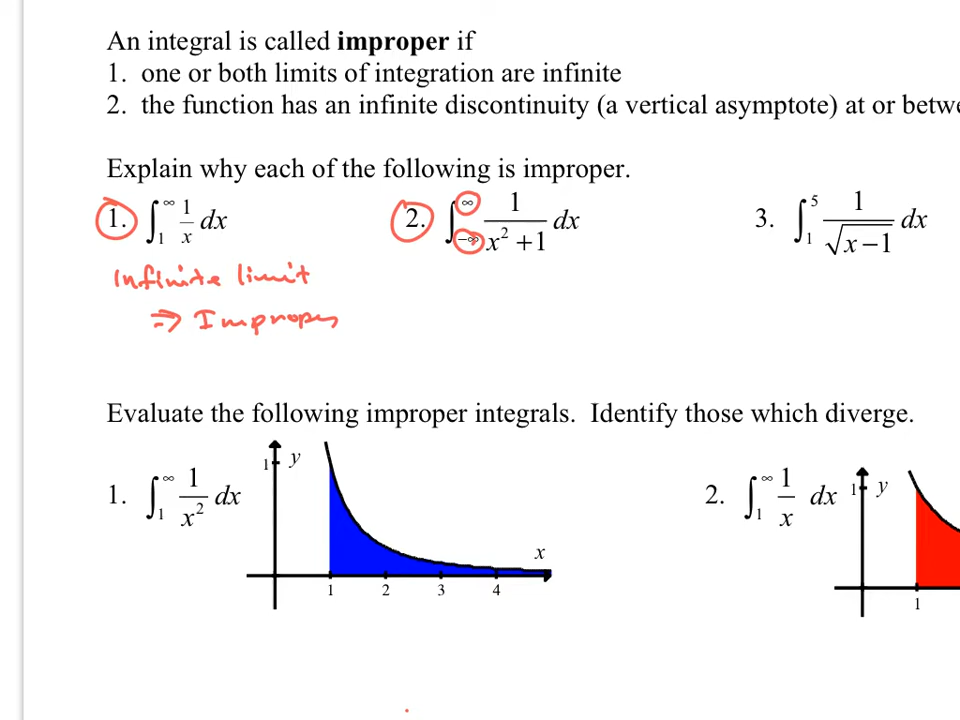 An integral is called improper if
1. one or both limits of integration are infinite
2. the function has an infinite discontinuity (a vertical asymptote) at or betwe
Explain why each of the following is improper.
1. ∫₁^∞ 1/x dx
2. ∫₋∞^∞ 1/(x²+1) dx
3. ∫₁⁵ 1/√(x−1) dx
Infinite limit
⇒ Improper
Evaluate the following improper integrals. Identify those which diverge.
1. ∫₁^∞ 1/x² dx
1 y
x
1 2 3 4
2. ∫₁^∞ 1/x dx
1 y
1